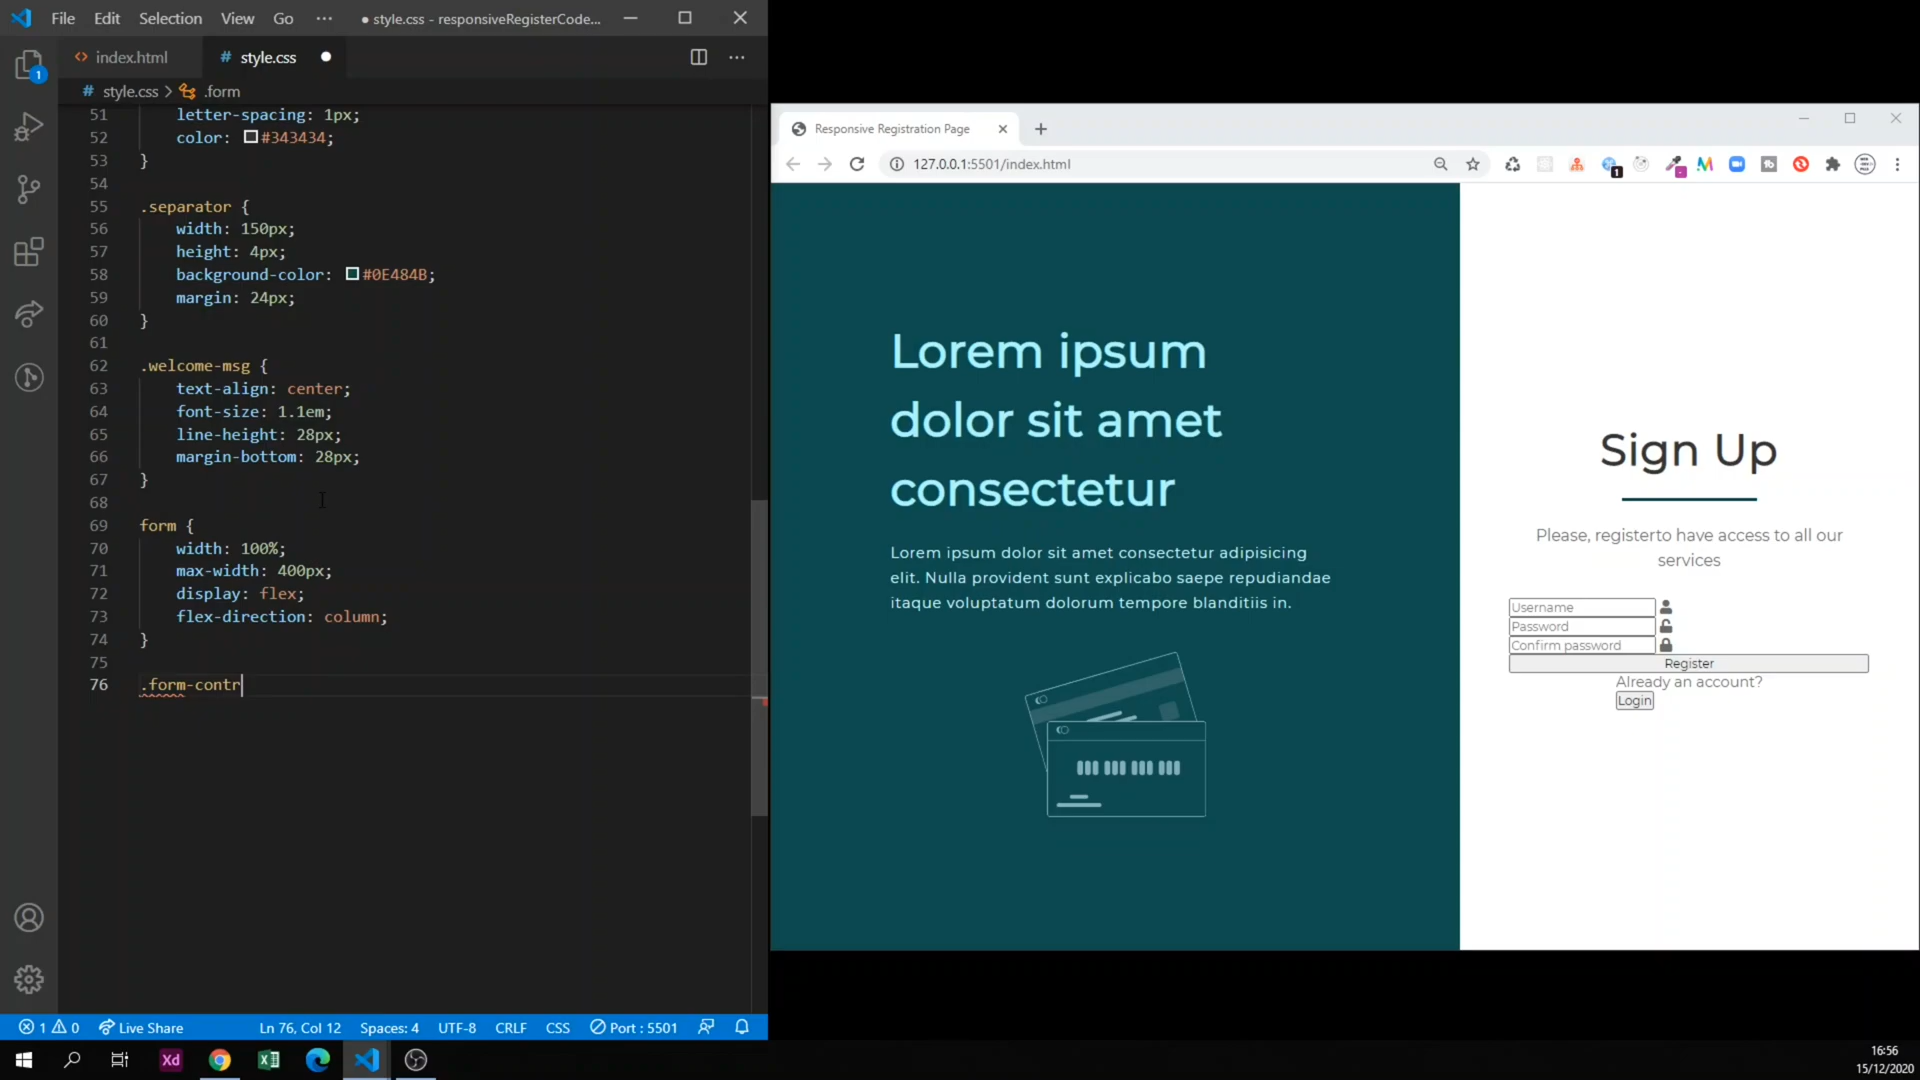 File Edit Selection View Go ··· ● style.css - responsiveRegisterCode...
index.html # style.css
# style.css > .form
51 letter-spacing: 1px;
52 color: #343434;
53 }
54
55 .separator {
56 width: 150px;
57 height: 4px;
58 background-color: #0E484B;
59 margin: 24px;
60 }
61
62 .welcome-msg {
63 text-align: center;
64 font-size: 1.1em;
65 line-height: 28px;
66 margin-bottom: 28px;
67 }
68
69 form {
70 width: 100%;
71 max-width: 400px;
72 display: flex;
73 flex-direction: column;
74 }
75
76 .form-contr
1
1 0 Live Share Ln 76, Col 12 Spaces: 4 UTF-8 CRLF CSS Port : 5501
Responsive Registration Page
127.0.0.1:5501/index.html
1
Lorem ipsum
dolor sit amet
consectetur
Lorem ipsum dolor sit amet consectetur adipisicing
elit. Nulla provident sunt explicabo saepe repudiandae
itaque voluptatum dolorum tempore blanditiis in.
Sign Up
Please, registerto have access to all our
services
Username
Password
Confirm password
Register
Already an account?
Login
Xd
16:56
15/12/2020